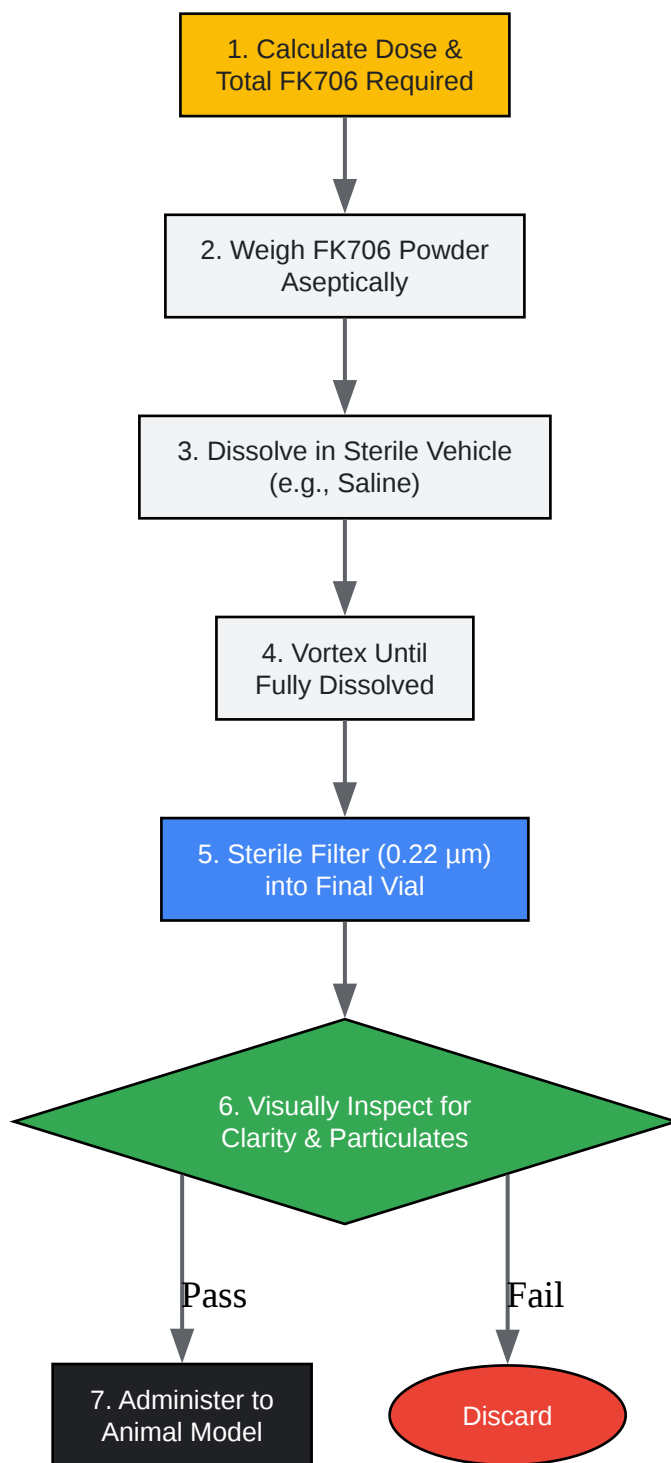 1. Calculate Dose &
Total FK706 Required
2. Weigh FK706 Powder
Aseptically
3. Dissolve in Sterile Vehicle
(e.g., Saline)
4. Vortex Until
Fully Dissolved
5. Sterile Filter (0.22 µm)
into Final Vial
6. Visually Inspect for
Clarity & Particulates
Pass
Fail
7. Administer to
Animal Model
Discard